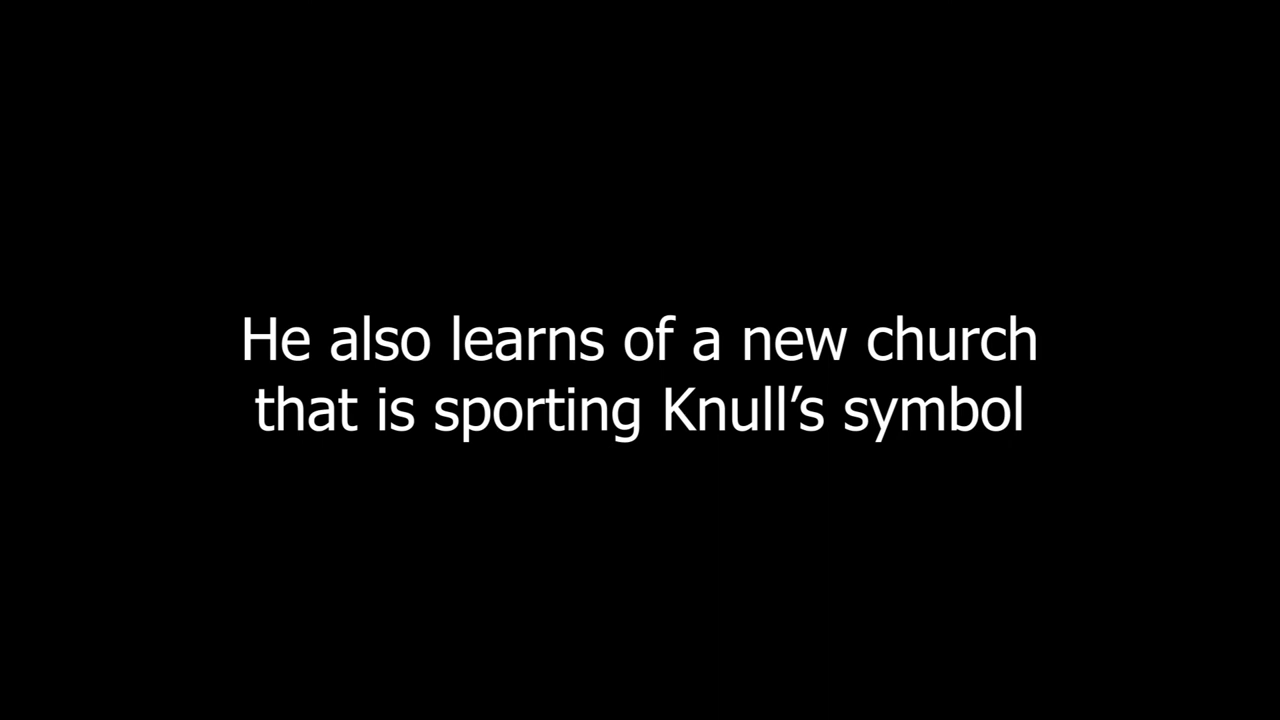 He also learns of a new church
that is sporting Knull’s symbol